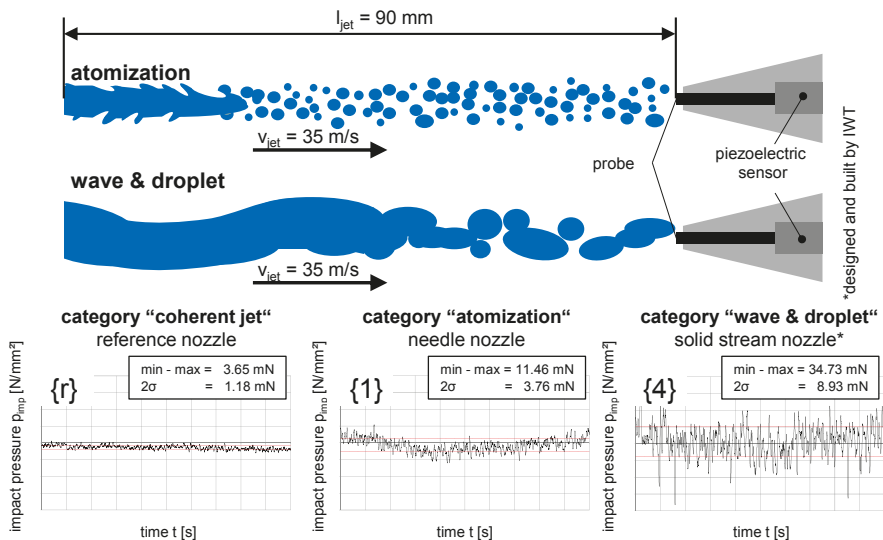 l_jet = 90 mm
atomization
v_jet = 35 m/s
wave & droplet
v_jet = 35 m/s
probe
piezoelectric
sensor
*designed and built by IWT
category "coherent jet“
reference nozzle
impact pressure p_imp [N/mm²]
{r}
min - max = 3.65 mN
2σ = 1.18 mN
time t [s]
category "atomization“
needle nozzle
impact pressure p_imp [N/mm²]
{1}
min - max = 11.46 mN
2σ = 3.76 mN
time t [s]
category "wave & droplet“
solid stream nozzle*
impact pressure p_imp [N/mm²]
{4}
min - max = 34.73 mN
2σ = 8.93 mN
time t [s]